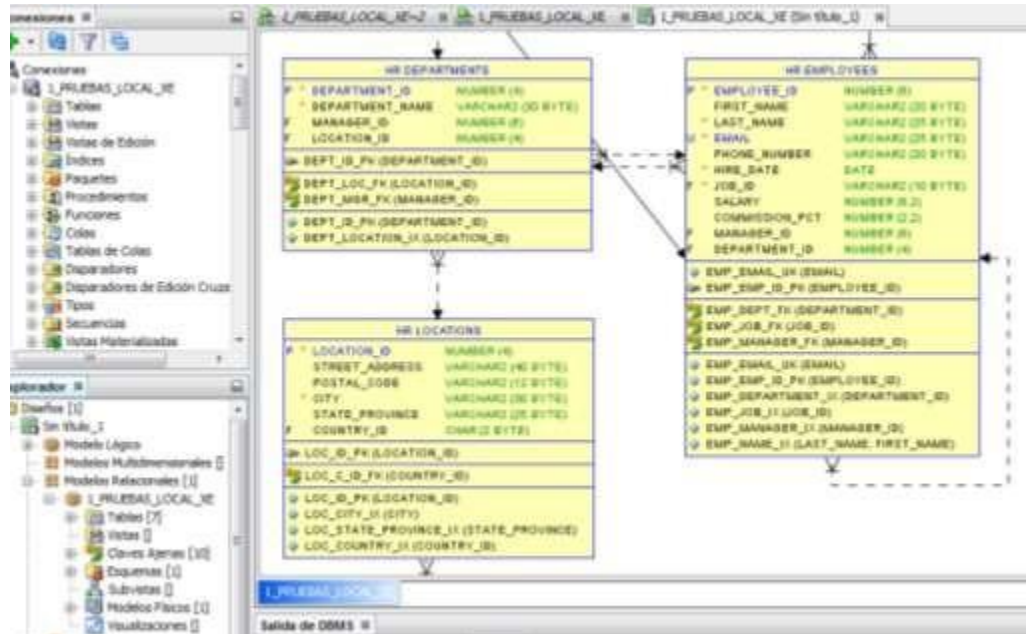 Conexiones
1_PRUEBAS_LOCAL_XE~2
1_PRUEBAS_LOCAL_XE
1_PRUEBAS_LOCAL_XE (Sin título_1)
Conexiones
1_PRUEBAS_LOCAL_XE
Tablas
Vistas
Vistas de Edición
Índices
Paquetes
Procedimientos
Funciones
Colas
Tablas de Colas
Disparadores
Disparadores de Edición Cruza
Tipos
Secuencias
Vistas Materializadas
explorador
Diseños [1]
Sin título_1
Modelo Lógico
Modelos Multidimensionales []
Modelos Relacionales [1]
1_PRUEBAS_LOCAL_XE
Tablas [7]
Vistas []
Claves Ajenas [10]
Esquemas [1]
Subvistas []
Modelos Físicos [1]
Visualizaciones []
HR.DEPARTMENTS
P * DEPARTMENT_ID NUMBER (4)
* DEPARTMENT_NAME VARCHAR2 (30 BYTE)
F MANAGER_ID NUMBER (6)
F LOCATION_ID NUMBER (4)
DEPT_ID_PK (DEPARTMENT_ID)
DEPT_LOC_FK (LOCATION_ID)
DEPT_MGR_FK (MANAGER_ID)
DEPT_ID_PK (DEPARTMENT_ID)
DEPT_LOCATION_IX (LOCATION_ID)
HR.LOCATIONS
P * LOCATION_ID NUMBER (4)
STREET_ADDRESS VARCHAR2 (40 BYTE)
POSTAL_CODE VARCHAR2 (12 BYTE)
* CITY VARCHAR2 (30 BYTE)
STATE_PROVINCE VARCHAR2 (25 BYTE)
F COUNTRY_ID CHAR (2 BYTE)
LOC_ID_PK (LOCATION_ID)
LOC_C_ID_FK (COUNTRY_ID)
LOC_ID_PK (LOCATION_ID)
LOC_CITY_IX (CITY)
LOC_STATE_PROVINCE_IX (STATE_PROVINCE)
LOC_COUNTRY_IX (COUNTRY_ID)
HR.EMPLOYEES
P * EMPLOYEE_ID NUMBER (6)
FIRST_NAME VARCHAR2 (20 BYTE)
* LAST_NAME VARCHAR2 (25 BYTE)
U * EMAIL VARCHAR2 (25 BYTE)
PHONE_NUMBER VARCHAR2 (20 BYTE)
* HIRE_DATE DATE
F * JOB_ID VARCHAR2 (10 BYTE)
SALARY NUMBER (8,2)
COMMISSION_PCT NUMBER (2,2)
F MANAGER_ID NUMBER (6)
F DEPARTMENT_ID NUMBER (4)
EMP_EMAIL_UK (EMAIL)
EMP_EMP_ID_PK (EMPLOYEE_ID)
EMP_DEPT_FK (DEPARTMENT_ID)
EMP_JOB_FK (JOB_ID)
EMP_MANAGER_FK (MANAGER_ID)
EMP_EMAIL_UK (EMAIL)
EMP_EMP_ID_PK (EMPLOYEE_ID)
EMP_DEPARTMENT_IX (DEPARTMENT_ID)
EMP_JOB_IX (JOB_ID)
EMP_MANAGER_IX (MANAGER_ID)
EMP_NAME_IX (LAST_NAME, FIRST_NAME)
1_PRUEBAS_LOCAL_XE
Salida de DBMS